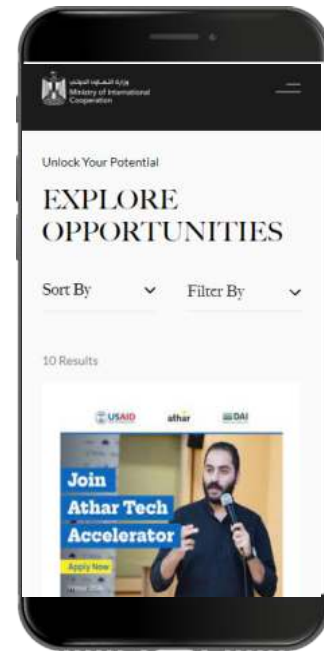 وزارة التعاون الدولي
Ministry of International
Cooperation
Unlock Your Potential
EXPLORE
OPPORTUNITIES
Sort By
Filter By
10 Results
USAID
athar
DAI
Join
Athar Tech
Accelerator
Apply Now